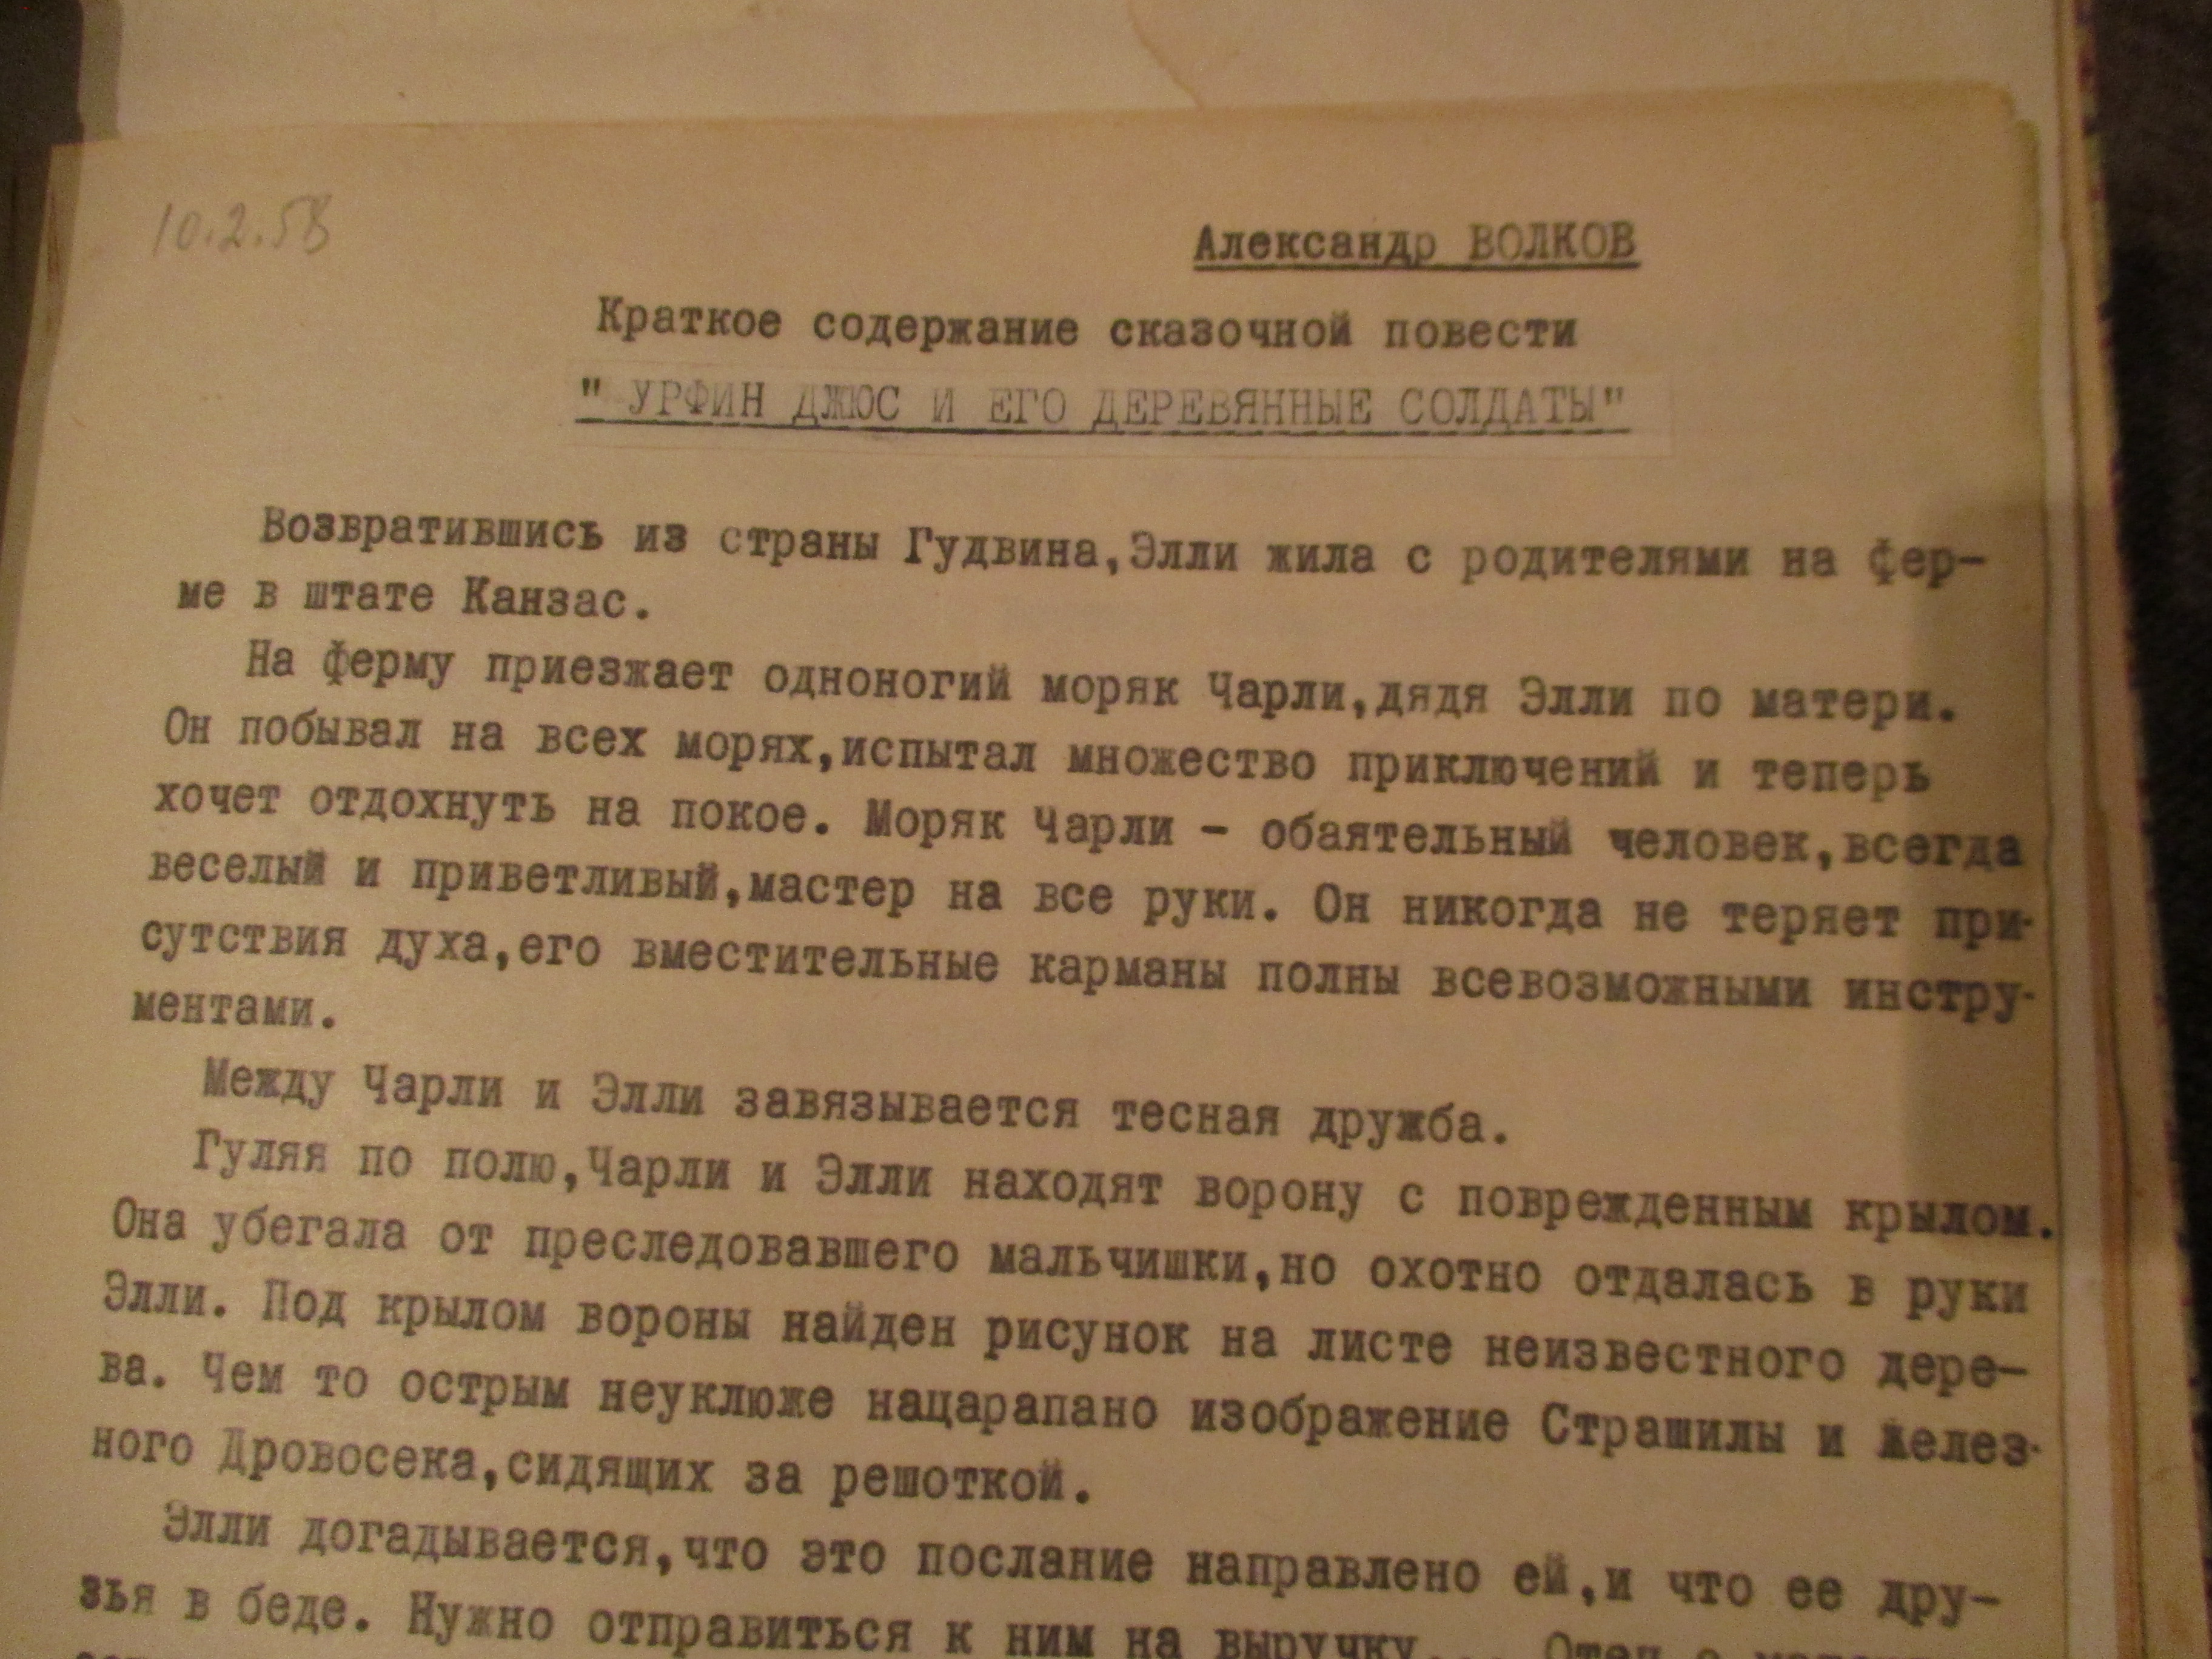 10.2.58
Александр ВОЛКОВ
Краткое содержание сказочной повести
" УРФИН ДЖЮС И ЕГО ДЕРЕВЯННЫЕ СОЛДАТЫ"
Возвратившись из страны Гудвина,Элли жила с родителями на фер-
ме в штате Канзас.
На ферму приезжает одноногий моряк Чарли,дядя Элли по матери.
Он побывал на всех морях,испытал множество приключений и теперь
хочет отдохнуть на покое. Моряк Чарли - обаятельный человек,всегда
веселый и приветливый,мастер на все руки. Он никогда не теряет при-
сутствия духа,его вместительные карманы полны всевозможными инстру-
ментами.
Между Чарли и Элли завязывается тесная дружба.
Гуляя по полю,Чарли и Элли находят ворону с поврежденным крылом.
Она убегала от преследовавшего мальчишки,но охотно отдалась в руки
Элли. Под крылом вороны найден рисунок на листе неизвестного дере-
ва. Чем то острым неуклюже нацарапано изображение Страшилы и Желез-
ного Дровосека,сидящих за решоткой.
Элли догадывается,что это послание направлено ей,и что ее дру-
зья в беде. Нужно отправиться к ним на выручку...